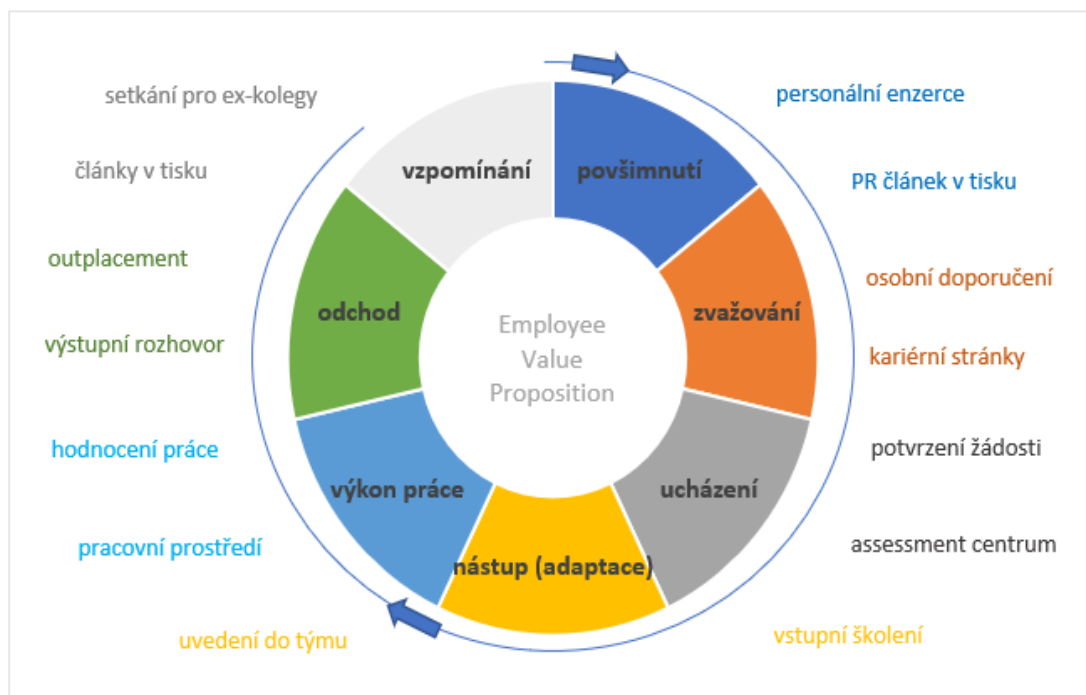 setkání pro ex-kolegy
personální enzerce
články v tisku
vzpomínání
povšimnutí
PR článek v tisku
outplacement
osobní doporučení
odchod
zvažování
Employee
Value
Proposition
výstupní rozhovor
kariérní stránky
hodnocení práce
potvrzení žádosti
výkon práce
ucházení
pracovní prostředí
assessment centrum
nástup (adaptace)
uvedení do týmu
vstupní školení